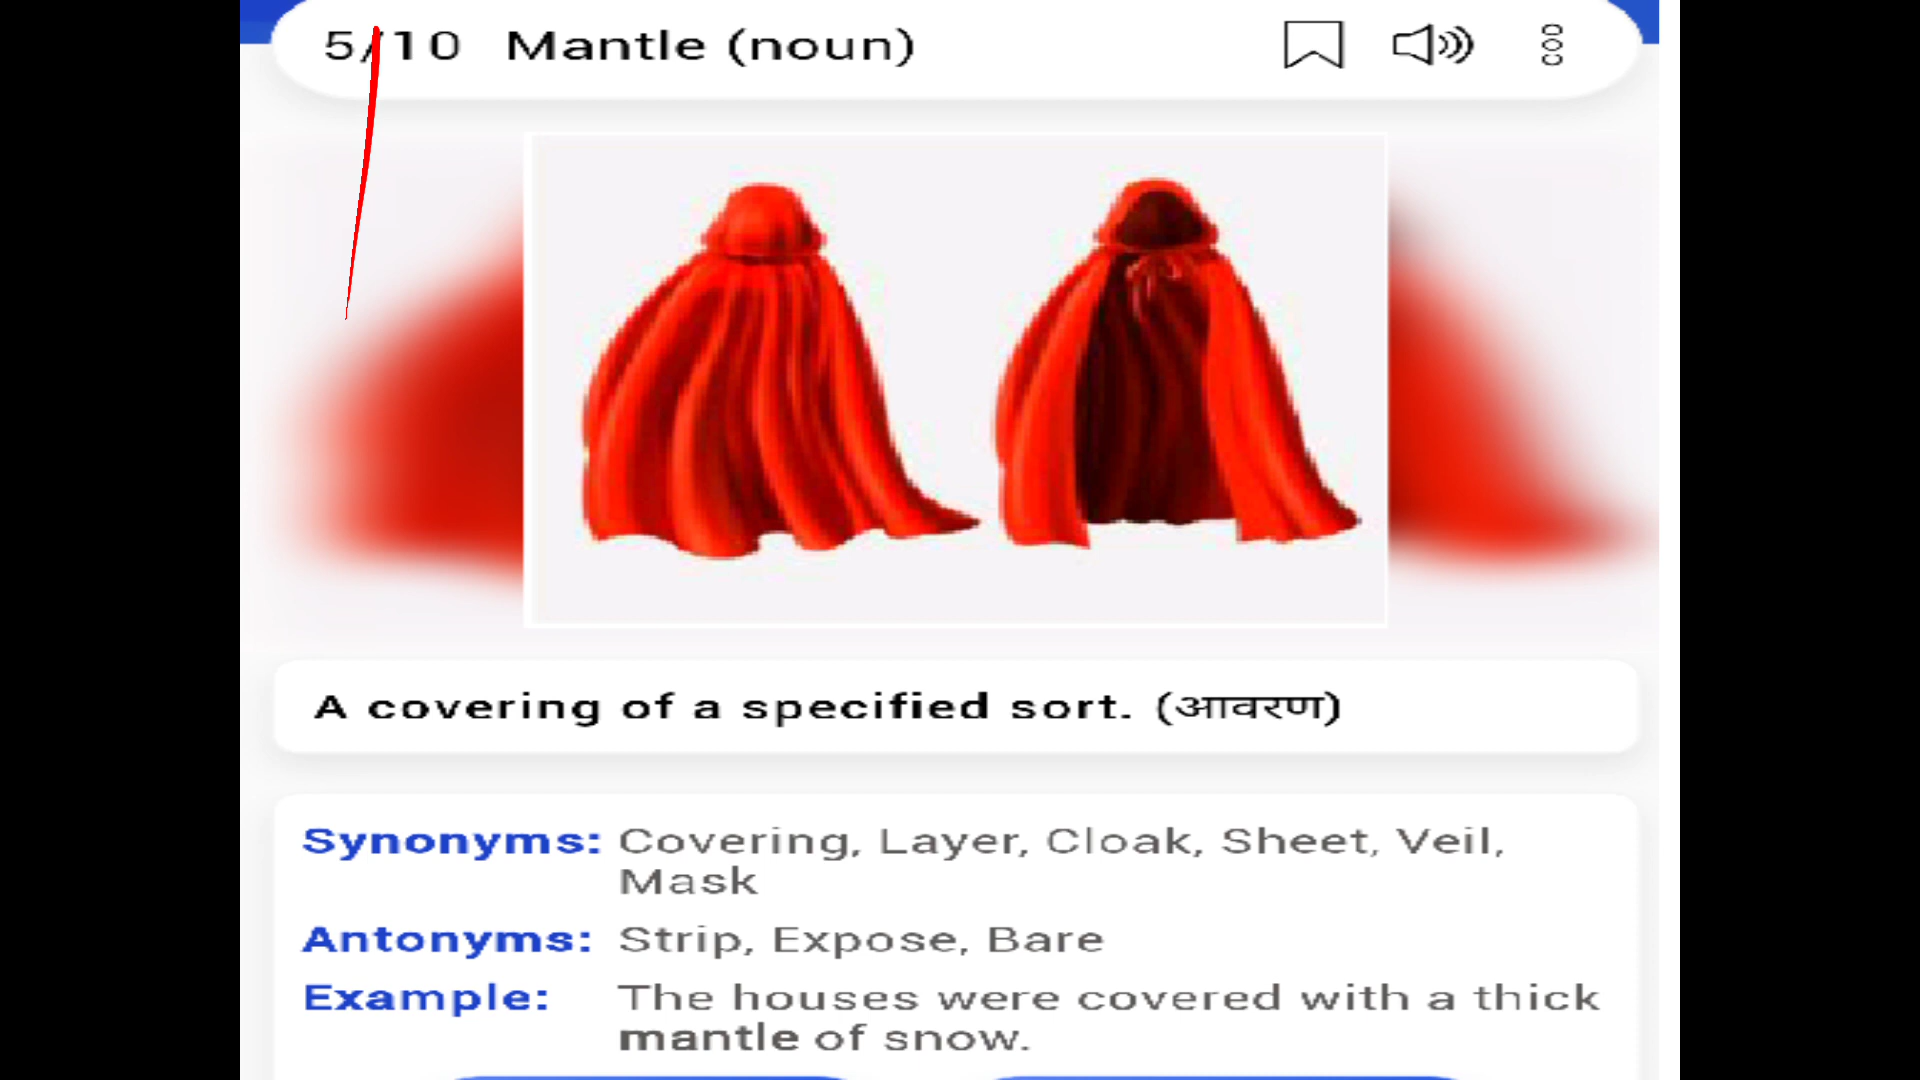 5/10 Mantle (noun)
A covering of a specified sort. (आवरण)
Synonyms: Covering, Layer, Cloak, Sheet, Veil,
Mask
Antonyms: Strip, Expose, Bare
Example: The houses were covered with a thick
mantle of snow.